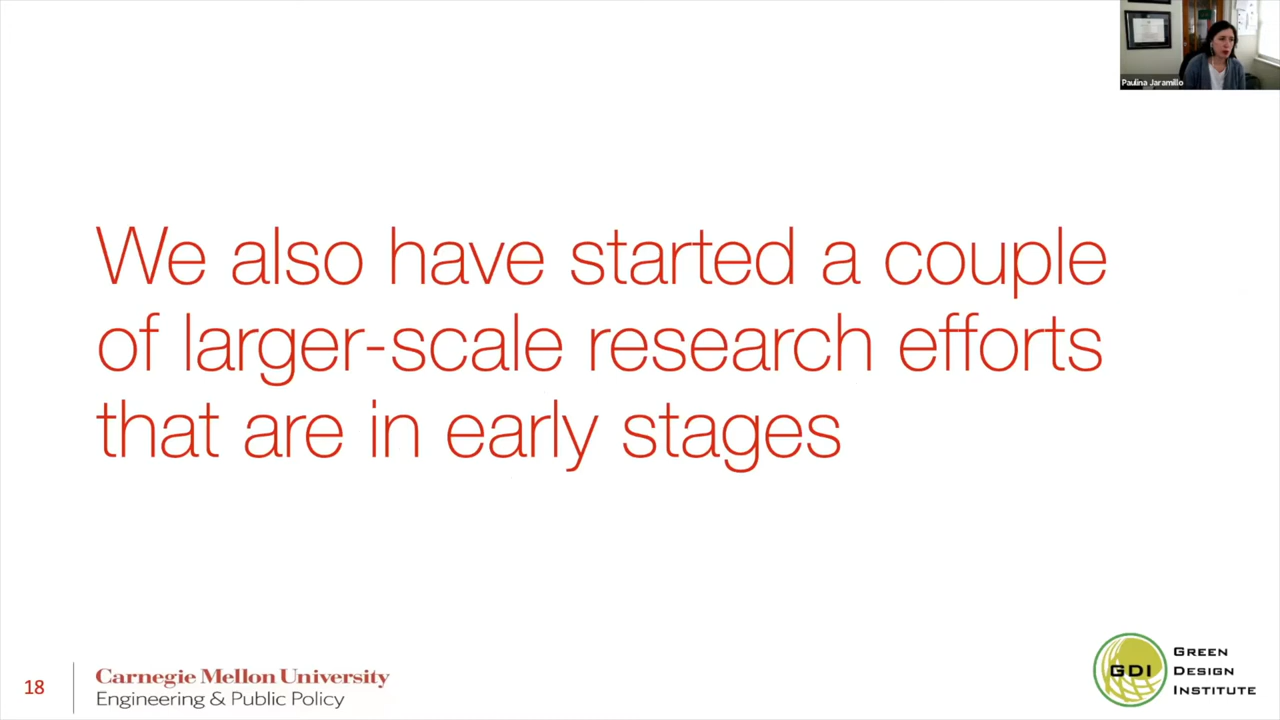 Paulina Jaramillo
We also have started a couple
of larger-scale research efforts
that are in early stages
18
Carnegie Mellon University
Engineering & Public Policy
GDI
GREEN
DESIGN
INSTITUTE